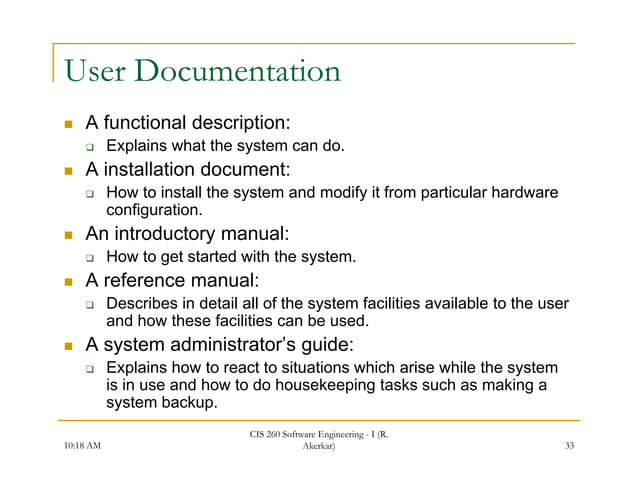 User Documentation
A functional description:
Explains what the system can do.
A installation document:
How to install the system and modify it from particular hardware
configuration.
An introductory manual:
How to get started with the system.
A reference manual:
Describes in detail all of the system facilities available to the user
and how these facilities can be used.
A system administrator’s guide:
Explains how to react to situations which arise while the system
is in use and how to do housekeeping tasks such as making a
system backup.
10:18 AM
CIS 260 Software Engineering - I (R.
Akerkar)
33